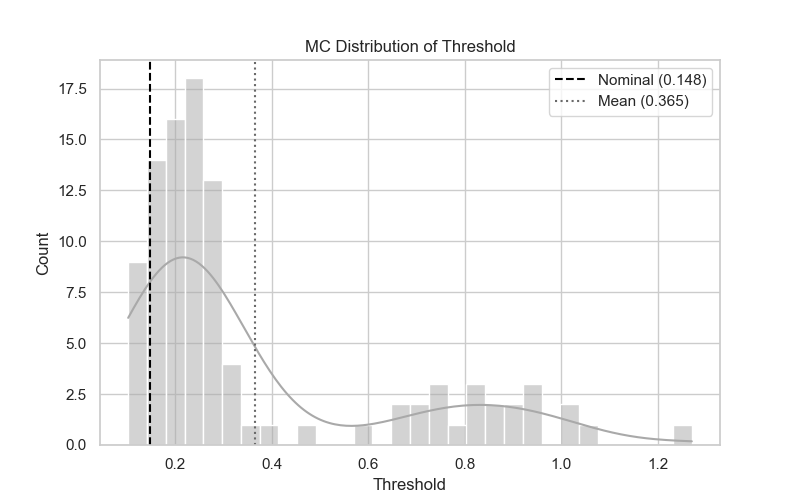 MC Distribution of Threshold
Nominal (0.148)
Mean (0.365)
17.5
15.0
12.5
10.0
7.5
5.0
2.5
0.0
Count
0.2 0.4 0.6 0.8 1.0 1.2
Threshold